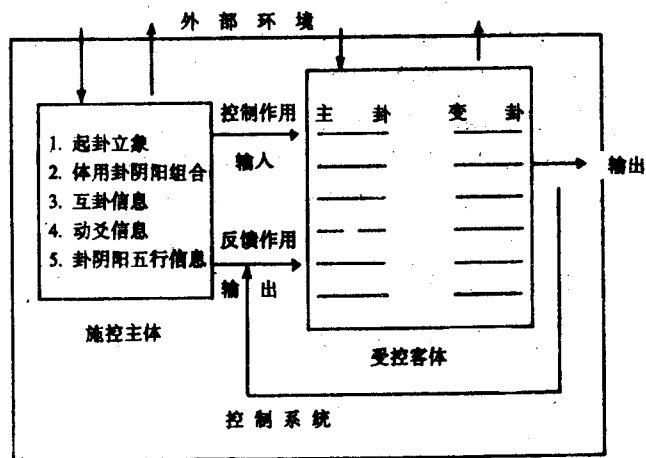 外部环境
控制作用
主卦 变卦
1. 起卦立象
2. 体用卦阴阳组合
3. 互卦信息
4. 动爻信息
5. 卦阴阳五行信息
输入
输出
反馈作用
输出
施控主体
受控客体
控制系统